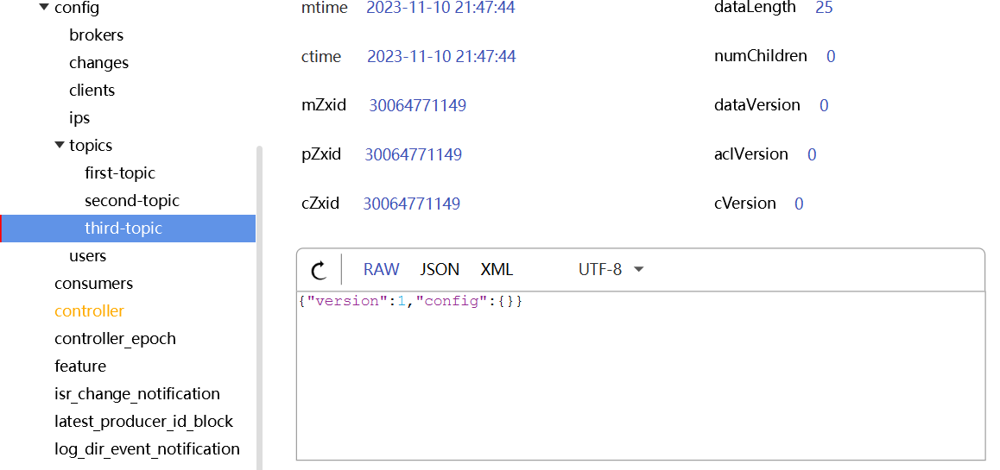 config
brokers
changes
clients
ips
topics
first-topic
second-topic
third-topic
users
consumers
controller
controller_epoch
feature
isr_change_notification
latest_producer_id_block
log_dir_event_notification
mtime 2023-11-10 21:47:44 dataLength 25
ctime 2023-11-10 21:47:44 numChildren 0
mZxid 30064771149 dataVersion 0
pZxid 30064771149 aclVersion 0
cZxid 30064771149 cVersion 0
RAW JSON XML UTF-8
{"version":1,"config":{}}